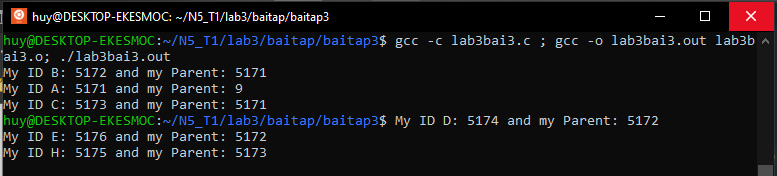 huy@DESKTOP-EKESMOC: ~/N5_T1/lab3/baitap/baitap3
huy@DESKTOP-EKESMOC:~/N5_T1/lab3/baitap/baitap3$ gcc -c lab3bai3.c ; gcc -o lab3bai3.out lab3b
ai3.o; ./lab3bai3.out
My ID B: 5172 and my Parent: 5171
My ID A: 5171 and my Parent: 9
My ID C: 5173 and my Parent: 5171
huy@DESKTOP-EKESMOC:~/N5_T1/lab3/baitap/baitap3$ My ID D: 5174 and my Parent: 5172
My ID E: 5176 and my Parent: 5172
My ID H: 5175 and my Parent: 5173